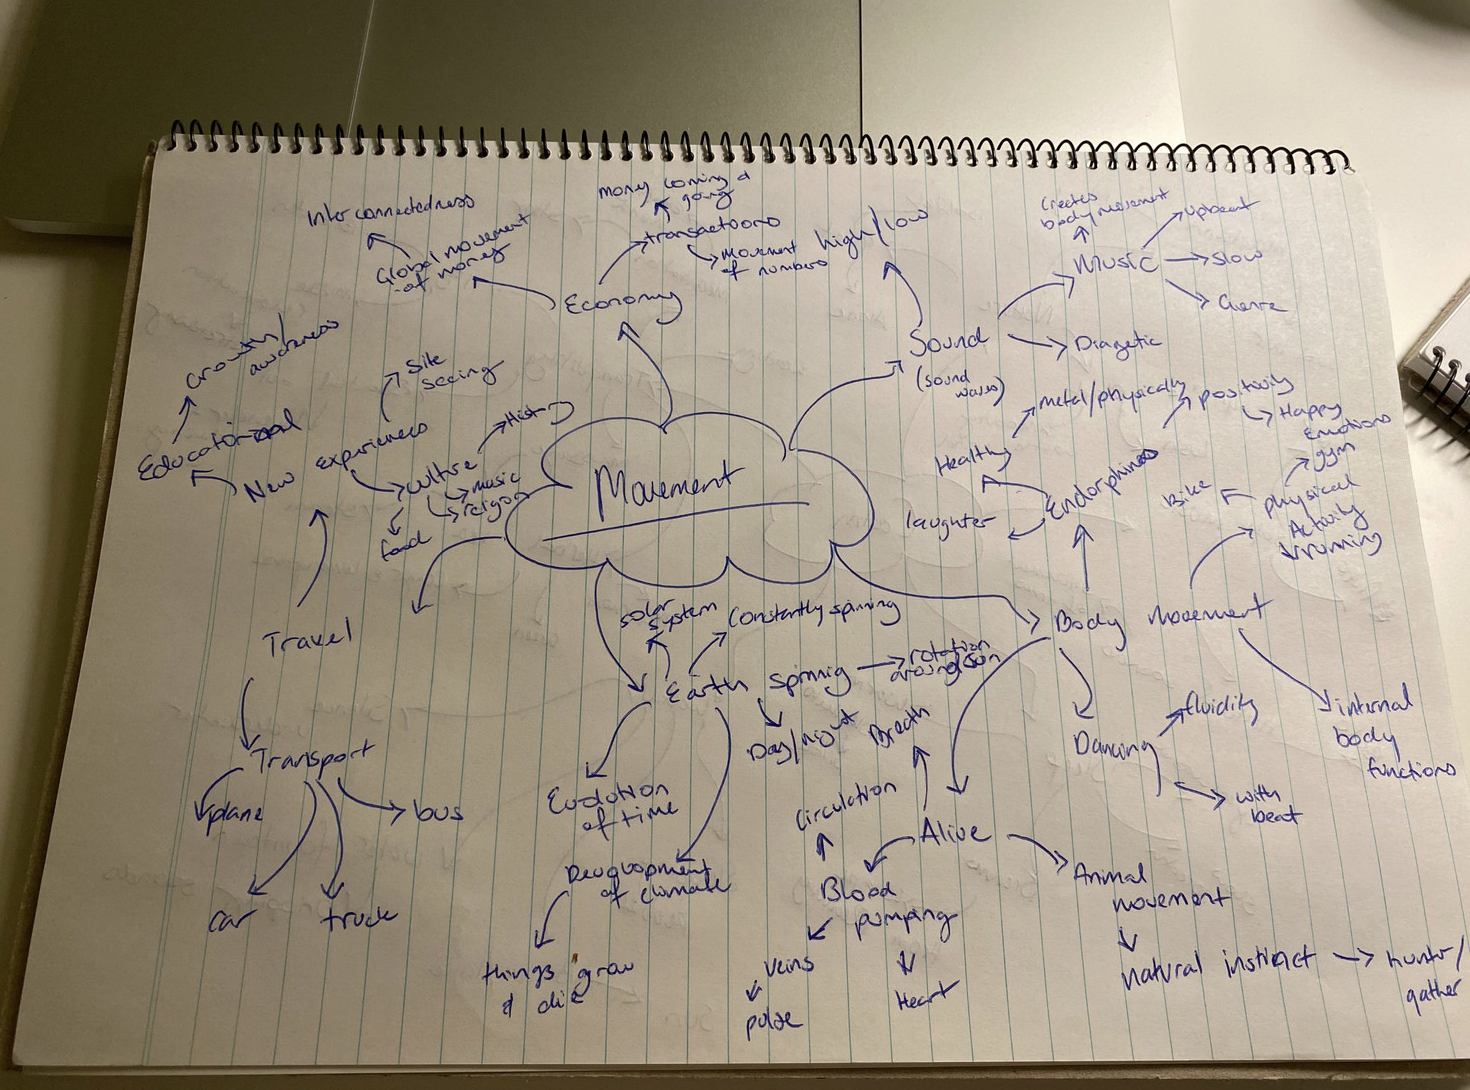 Movement
Economy
transactions
money coming &
going
movement
of numbers
Global movement
of money
Interconnectedness
Sound
(sound
waves)
high/low
Music
Creates
body movement
upbeat
slow
Genre
Diagetic
Body movement
Endorphines
Healthy
metal/physically
laughter
positivity
Happy
Emotions
physical
Activity
gym
Bike
running
internal
body
functions
Dancing
fluidity
with
beat
Alive
Breath
Blood
pumping
Circulation
veins
pulse
Heart
Animal
movement
natural instinct
hunter/
gather
Earth spinnig
solar
system
Constantly spinning
rotation
around sun
Day/night
Evolution
of time
of climate
things grow
& die
Travel
New experiences
Educational
Growth/
awareness
Site
seeing
culture
History
music
reigon
food
Transport
plane
car
truck
bus